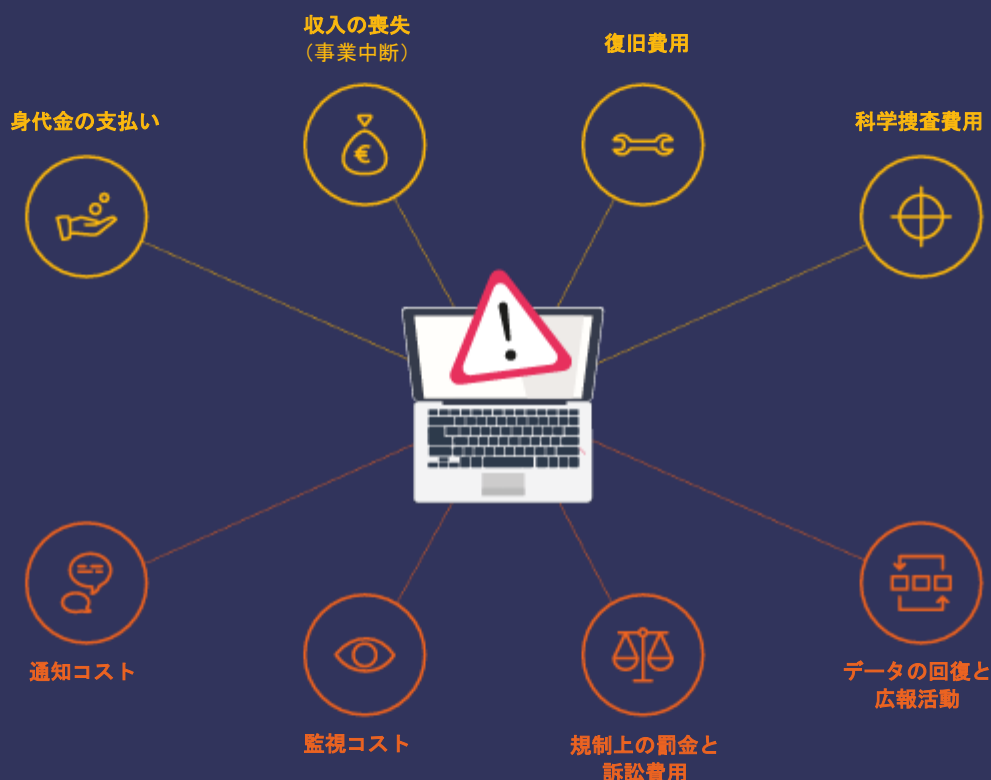 収入の喪失
(事業中断)
復旧費用
身代金の支払い
科学捜査費用
€
通知コスト
データの回復と
広報活動
監視コスト
規制上の罰金と
訴訟費用